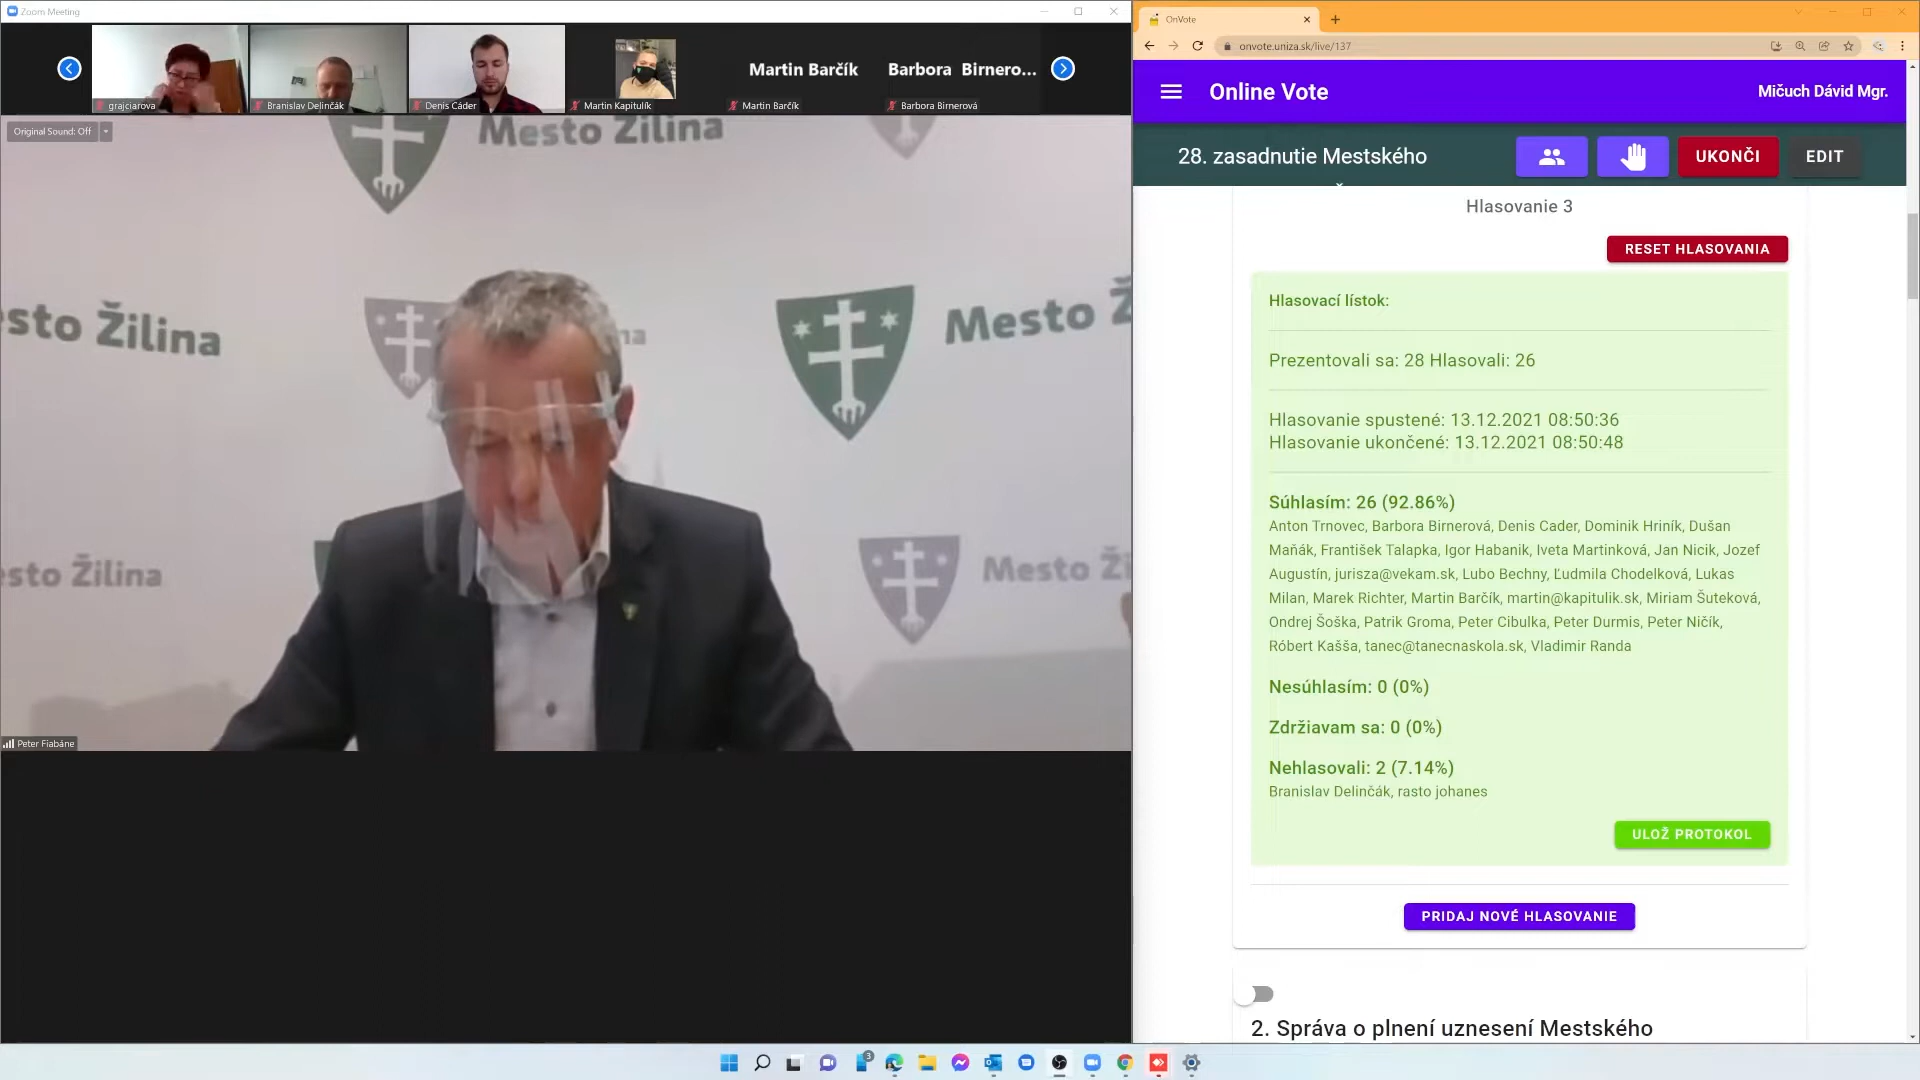 Zoom Meeting
grajciarova
Branislav Delinčák
Denis Cáder
Martin Kapitulík
Martin Barčík
Martin Barčík
Barbora Birnero...
Barbora Birnerová
Original Sound: Off
Mesto Žilina
esto Žilina
Mesto Ž
esto Žilina
Mesto Ži
Peter Fiabáne
OnVote
onvote.uniza.sk/live/137
Online Vote
Mičuch Dávid Mgr.
28. zasadnutie Mestského
UKONČI
EDIT
Hlasovanie 3
RESET HLASOVANIA
Hlasovací lístok:
Prezentovali sa: 28 Hlasovali: 26
Hlasovanie spustené: 13.12.2021 08:50:36
Hlasovanie ukončené: 13.12.2021 08:50:48
Súhlasím: 26 (92.86%)
Anton Trnovec, Barbora Birnerová, Denis Cader, Dominik Hriník, Dušan
Maňák, František Talapka, Igor Habanik, Iveta Martinková, Jan Nicik, Jozef
Augustín, jurisza@vekam.sk, Lubo Bechny, Ľudmila Chodelková, Lukas
Milan, Marek Richter, Martin Barčík, martin@kapitulik.sk, Miriam Šuteková,
Ondrej Šoška, Patrik Groma, Peter Cibulka, Peter Durmis, Peter Ničík,
Róbert Kašša, tanec@tanecnaskola.sk, Vladimir Randa
Nesúhlasím: 0 (0%)
Zdržiavam sa: 0 (0%)
Nehlasovali: 2 (7.14%)
Branislav Delinčák, rasto johanes
ULOŽ PROTOKOL
PRIDAJ NOVÉ HLASOVANIE
2. Správa o plnení uznesení Mestského
3